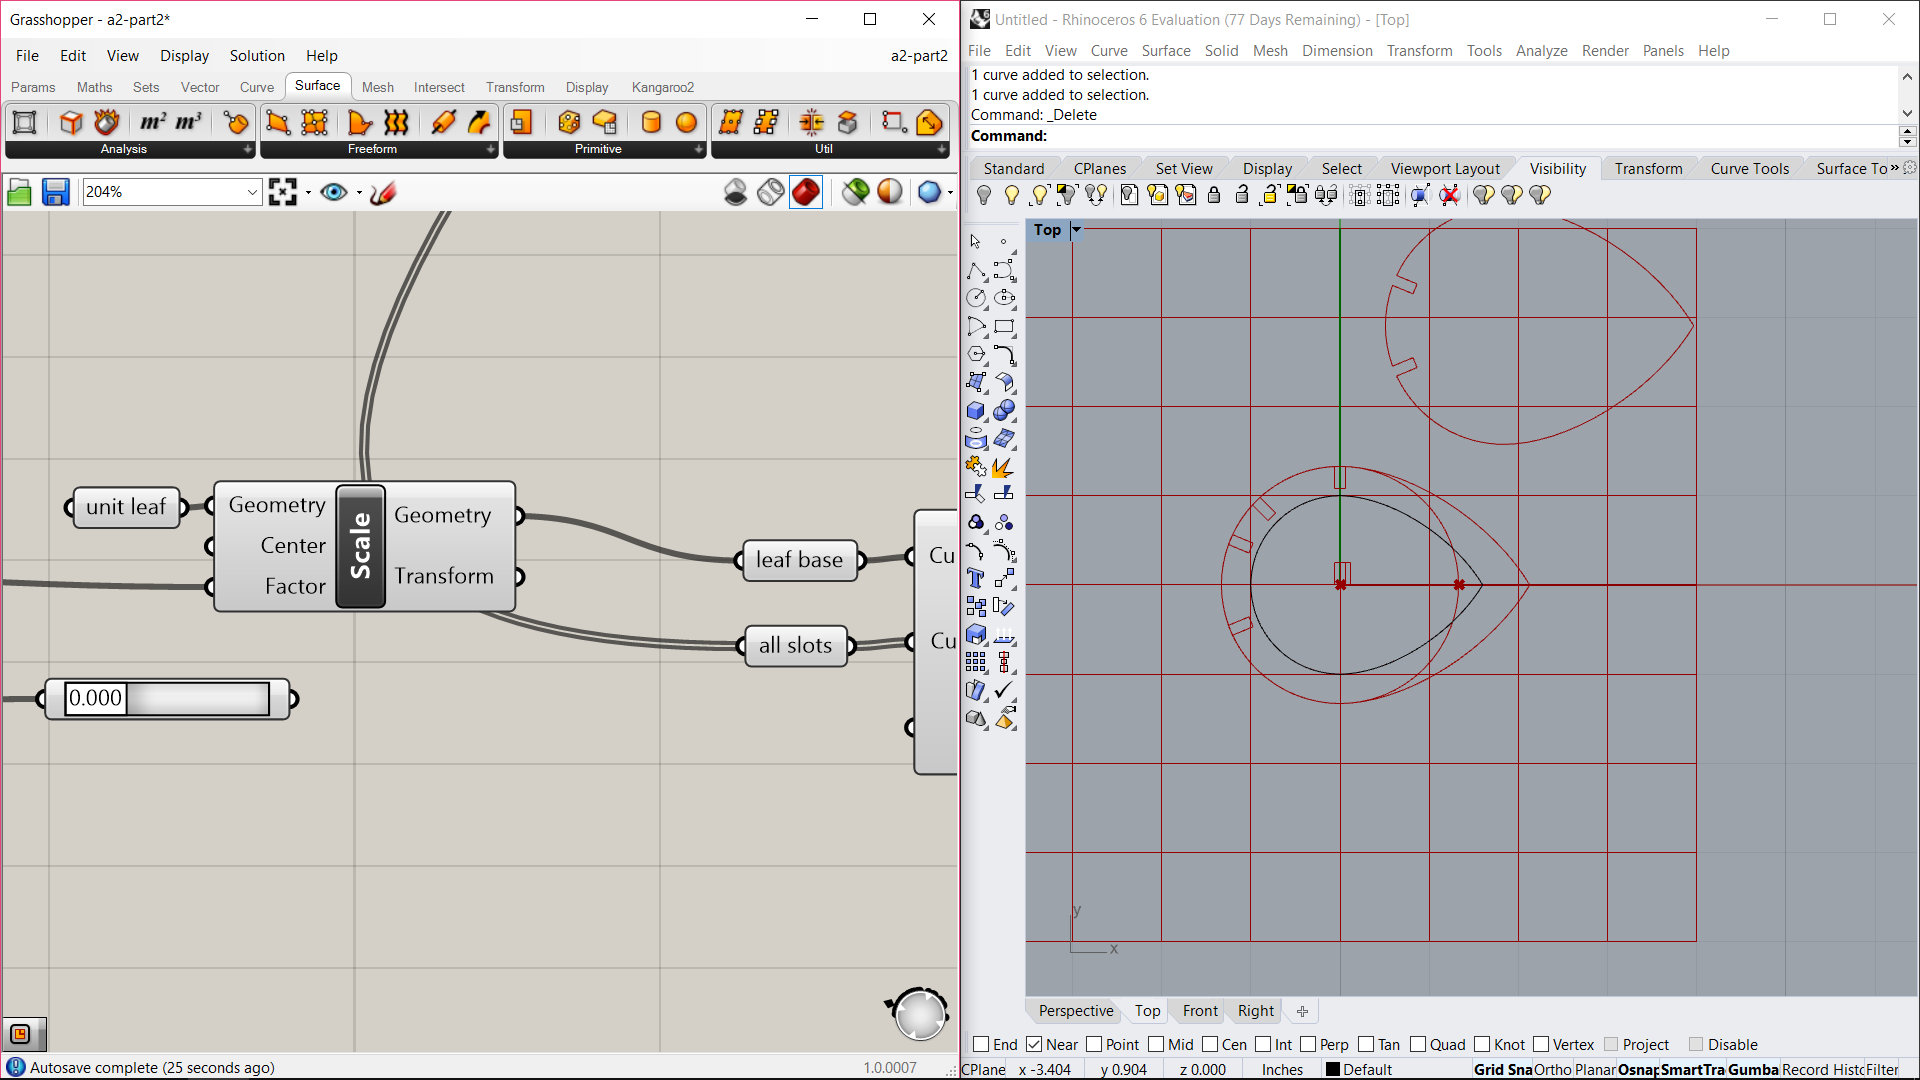 Grasshopper - a2-part2*
File Edit View Display Solution Help a2-part2
Params Maths Sets Vector Curve Surface Mesh Intersect Transform Display Kangaroo2
m² m³
Analysis Freeform Primitive Util
204%
unit leaf
Geometry
Center
Factor
Scale
Geometry
Transform
leaf base
all slots
Cu
Cu
0.000
Autosave complete (25 seconds ago) 1.0.0007
Untitled - Rhinoceros 6 Evaluation (77 Days Remaining) - [Top]
File Edit View Curve Surface Solid Mesh Dimension Transform Tools Analyze Render Panels Help
1 curve added to selection.
1 curve added to selection.
Command: _Delete
Command:
Standard CPlanes Set View Display Select Viewport Layout Visibility Transform Curve Tools Surface To »
Top
y
x
Perspective Top Front Right
End Near Point Mid Cen Int Perp Tan Quad Knot Vertex Project Disable
CPlane x -3.404 y 0.904 z 0.000 Inches Default Grid Sna Ortho Planar Osnap SmartTra Gumba Record Histo Filter